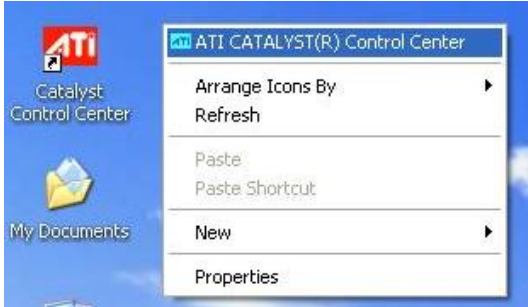 ATI
Catalyst
Control Center
My Documents
ATI ATI CATALYST(R) Control Center
Arrange Icons By
Refresh
Paste
Paste Shortcut
New
Properties